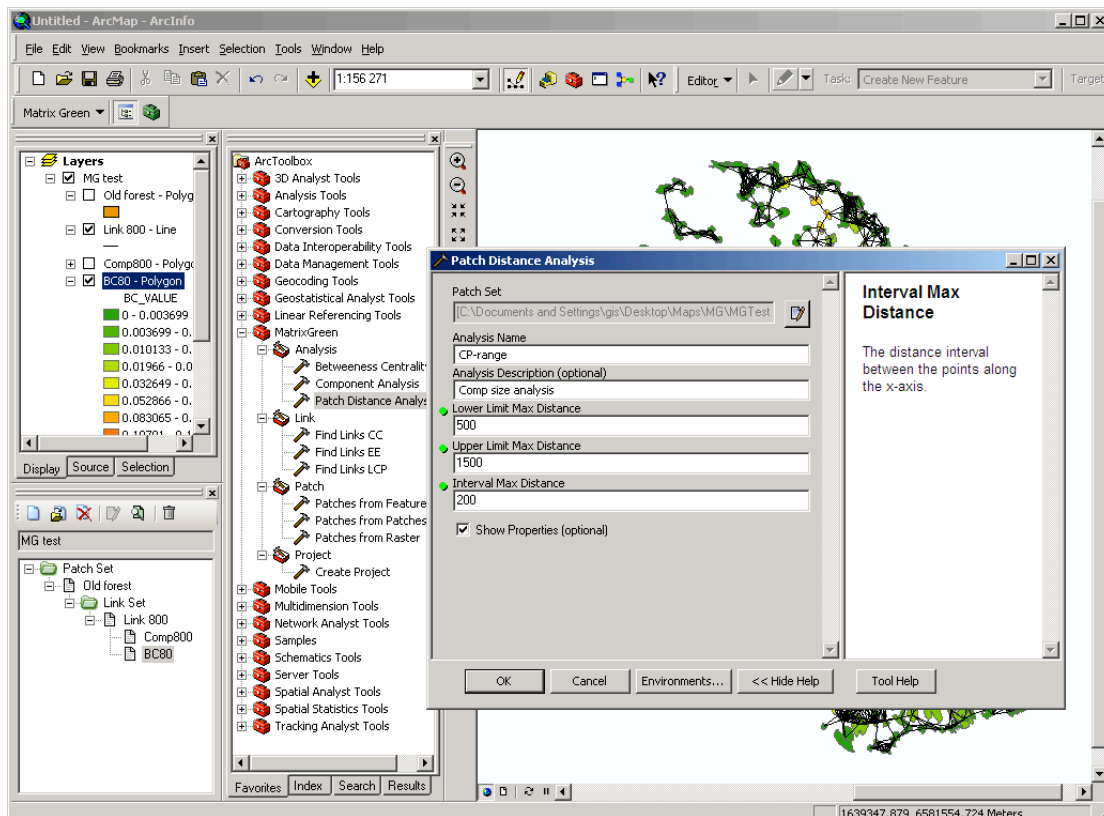 Untitled - ArcMap - ArcInfo
File Edit View Bookmarks Insert Selection Tools Window Help
1:156 271
Editor
Task:
Create New Feature
Target
Matrix Green
Layers
MG test
Old forest - Polyg
Link 800 - Line
Comp800 - Polygo
BC80 - Polygon
BC_VALUE
0 - 0.003699
0.003699 - 0.
0.010133 - 0.
0.01966 - 0.0
0.032649 - 0.
0.052866 - 0.
0.083065 - 0.
Display Source Selection
MG test
Patch Set
Old forest
Link Set
Link 800
Comp800
BC80
ArcToolbox
3D Analyst Tools
Analysis Tools
Cartography Tools
Conversion Tools
Data Interoperability Tools
Data Management Tools
Geocoding Tools
Geostatistical Analyst Tools
Linear Referencing Tools
MatrixGreen
Analysis
Betweeness Centralit
Component Analysis
Patch Distance Analys
Link
Find Links CC
Find Links EE
Find Links LCP
Patch
Patches from Feature
Patches from Patches
Patches from Raster
Project
Create Project
Mobile Tools
Multidimension Tools
Network Analyst Tools
Samples
Schematics Tools
Server Tools
Spatial Analyst Tools
Spatial Statistics Tools
Tracking Analyst Tools
Favorites Index Search Results
Patch Distance Analysis
Patch Set
[C:\Documents and Settings\gis\Desktop\Maps\MG\MGTest
Analysis Name
CP-range
Analysis Description (optional)
Comp size analysis
Lower Limit Max Distance
500
Upper Limit Max Distance
1500
Interval Max Distance
200
Show Properties (optional)
OK Cancel Environments... << Hide Help Tool Help
Interval Max
Distance
The distance interval
between the points along
the x-axis.
1639347,879 6581554,724 Meters